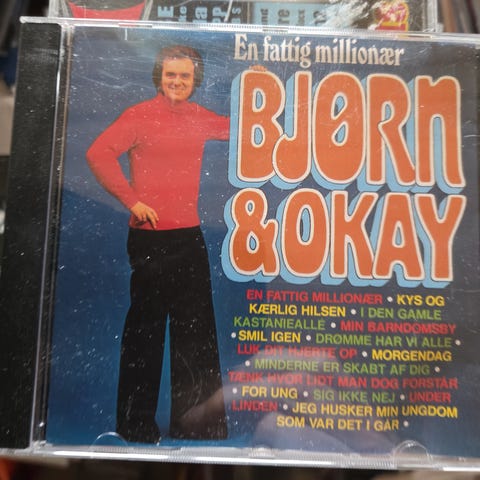 En fattig millionær
BJØRN
& OKAY
EN FATTIG MILLIONÆR • KYS OG
KÆRLIG HILSEN • I DEN GAMLE
KASTANIEALLE • MIN BARNDOMSBY
• SMIL IGEN • DRØMME HAR VI ALLE •
LUK DIT HJERTE OP • MORGENDAG
• MINDERNE ER SKABT AF DIG •
TÆNK HVOR LIDT MAN DOG FORSTÅR
• FOR UNG • SIG IKKE NEJ • UNDER
LINDEN • JEG HUSKER MIN UNGDOM
SOM VAR DET I GÅR •